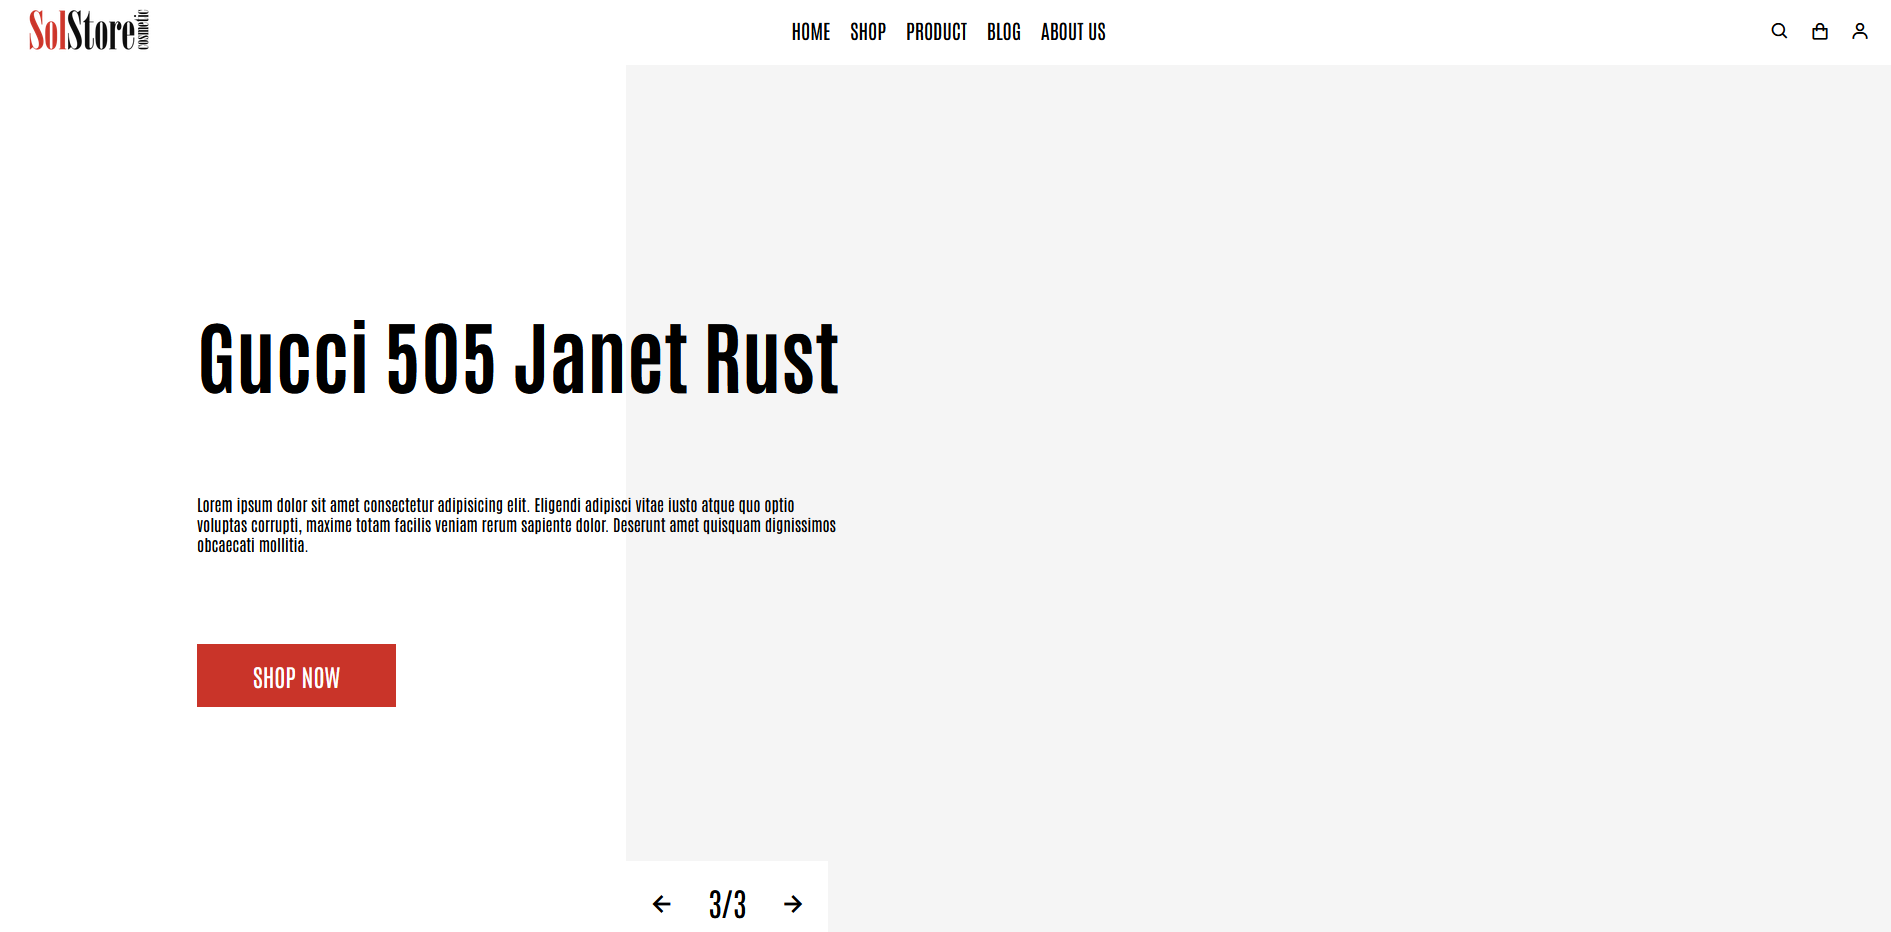 SolStore cosmetic
HOME SHOP PRODUCT BLOG ABOUT US
Gucci 505 Janet Rust
Lorem ipsum dolor sit amet consectetur adipisicing elit. Eligendi adipisci vitae iusto atque quo optio
voluptas corrupti, maxime totam facilis veniam rerum sapiente dolor. Deserunt amet quisquam dignissimos
obcaecati mollitia.
SHOP NOW
3/3